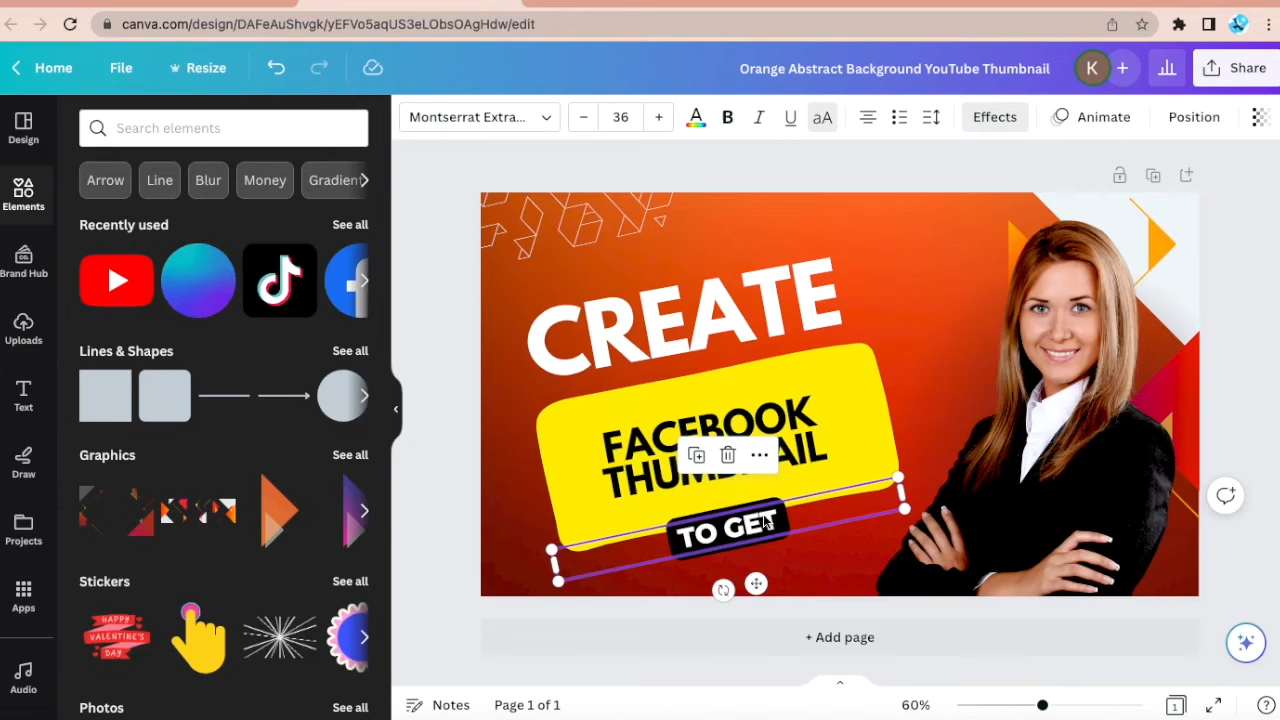 canva.com/design/DAFeAuShvgk/yEFVo5aqUS3eLObsOAgHdw/edit
Home File Resize Orange Abstract Background YouTube Thumbnail K + Share
Design
Elements
Brand Hub
Uploads
Text
Draw
Projects
Apps
Audio
Search elements
Arrow Line Blur Money Gradien
Recently used See all
Lines & Shapes See all
Graphics See all
Stickers See all
HAPPY
VALENTINE'S
DAY
Photos See all
Montserrat Extra... − 36 + A B I U aA Effects Animate Position
CREATE
FACEBOOK
THUMBNAIL
TO GET
+ Add page
Notes Page 1 of 1 60% 1 ?